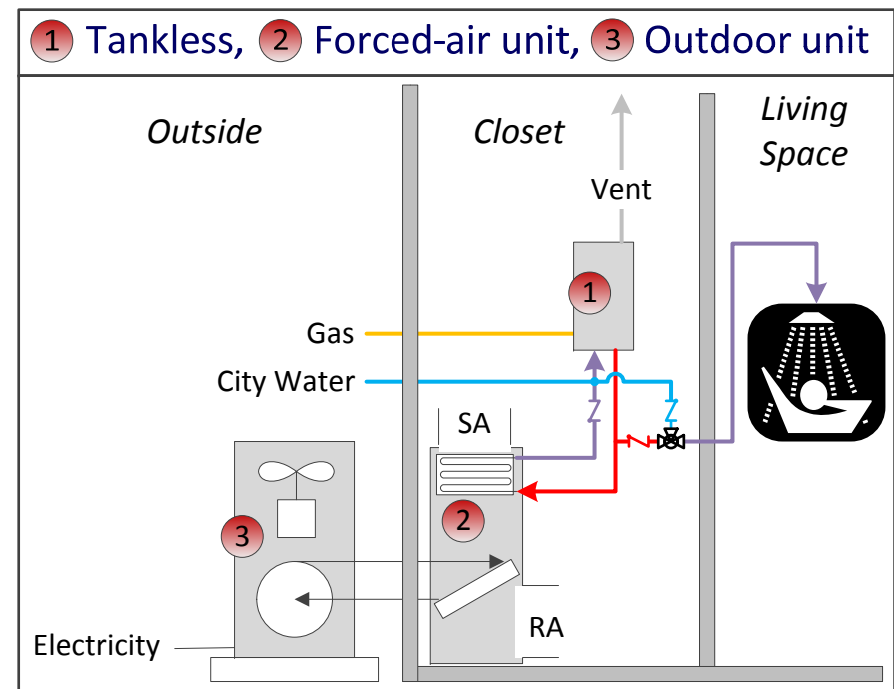 1 Tankless, 2 Forced-air unit, 3 Outdoor unit
Outside
Closet
Living
Space
Vent
1
Gas
City Water
SA
2
3
RA
Electricity